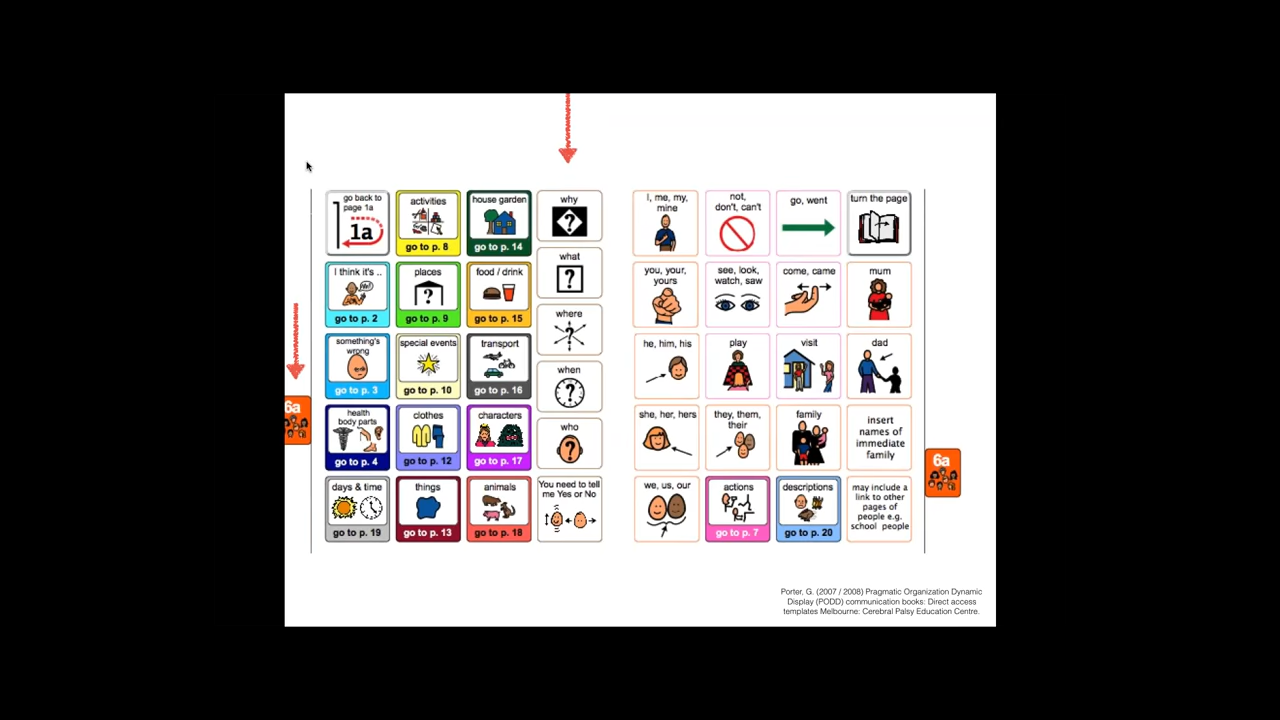 go back to
page 1a
1a
activities
go to p. 8
house garden
go to p. 14
why
?
I think it's ..
Yes!
go to p. 2
places
?
go to p. 9
food / drink
go to p. 15
what
?
something's
wrong
go to p. 3
special events
go to p. 10
transport
go to p. 16
where
?
when
?
health
body parts
go to p. 4
clothes
go to p. 12
characters
go to p. 17
who
?
days & time
go to p. 19
things
go to p. 13
animals
go to p. 18
You need to tell
me Yes or No
6a
I, me, my,
mine
not,
don't, can't
go, went
turn the page
you, your,
yours
see, look,
watch, saw
come, came
mum
he, him, his
play
visit
dad
she, her, hers
they, them,
their
family
insert
names of
immediate
family
we, us, our
actions
go to p. 7
descriptions
go to p. 20
may include a
link to other
pages of
people e.g.
school people
6a
Porter, G. (2007 / 2008) Pragmatic Organization Dynamic
Display (PODD) communication books: Direct access
templates Melbourne: Cerebral Palsy Education Centre.